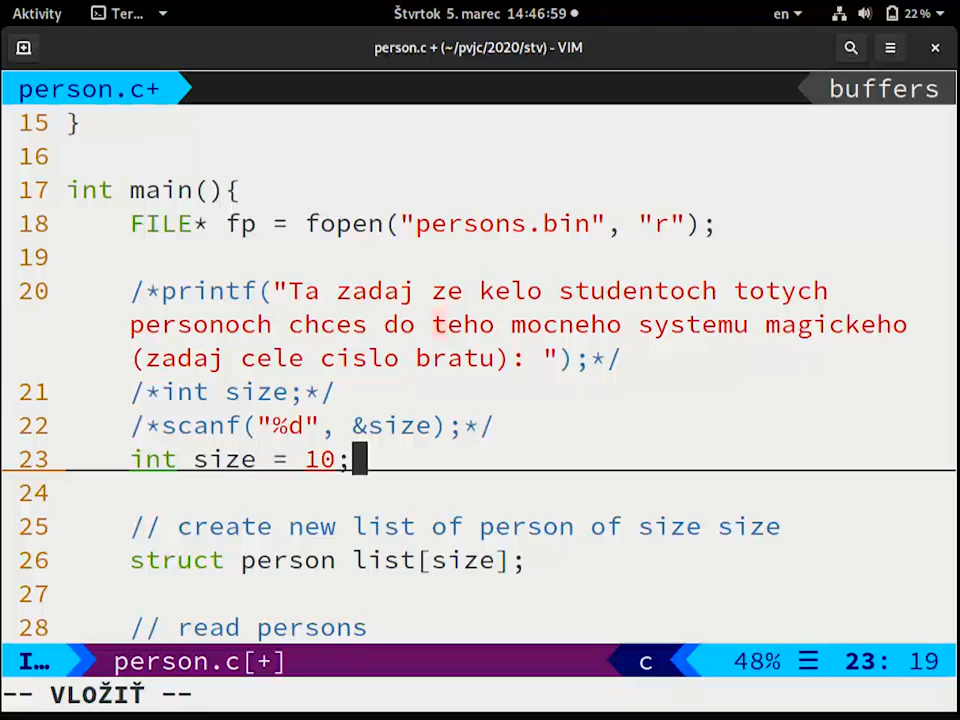 Aktivity Ter… Štvrtok 5. marec 14:46:59 en 22%
person.c + (~/pvjc/2020/stv) - VIM
person.c+ buffers
15 }
16
17 int main(){
18 FILE* fp = fopen("persons.bin", "r");
19
20 /*printf("Ta zadaj ze kelo studentoch totych
personoch chces do teho mocneho systemu magickeho
(zadaj cele cislo bratu): ");*/
21 /*int size;*/
22 /*scanf("%d", &size);*/
23 int size = 10;
24
25 // create new list of person of size size
26 struct person list[size];
27
28 // read persons
I… person.c[+] c 48% ☰ 23: 19
-- VLOŽIŤ --